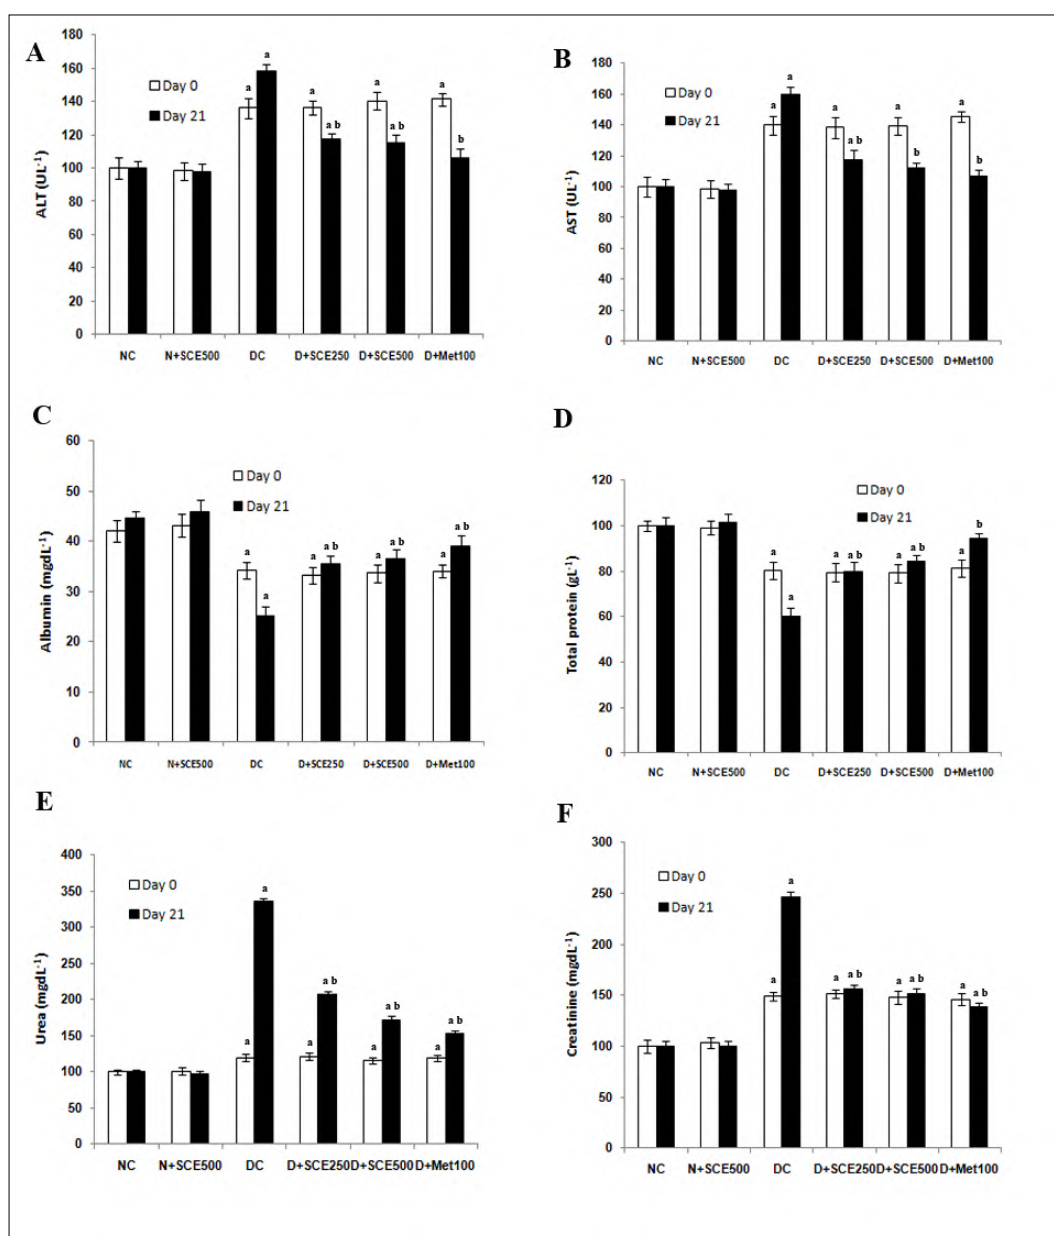 A
180
160
140
120
100
80
60
40
20
0
ALT (UL-1)
Day 0
Day 21
a
a
a
a b
a
a b
a
b
NC N+SCE500 DC D+SCE250 D+SCE500 D+Met100
B
180
160
140
120
100
80
60
40
20
0
AST (UL-1)
Day 0
Day 21
a
a
a
a b
a
b
a
b
NC N+SCE500 DC D+SCE250 D+SCE500 D+Met100
C
60
50
40
30
20
10
0
Albumin (mgdL-1)
Day 0
Day 21
a
a
a
a b
a
a b
a
a b
NC N+SCE500 DC D+SCE250 D+SCE500 D+Met100
D
120
100
80
60
40
20
0
Total protein (gL-1)
Day 0
Day 21
a
a
a
a b
a
a b
a
b
NC N+SCE500 DC D+SCE250 D+SCE500 D+Met100
E
400
350
300
250
200
150
100
50
0
Urea (mgdL-1)
Day 0
Day 21
a
a
a
a b
a
a b
a
a b
NC N+SCE500 DC D+SCE250D+SCE500 D+Met100
F
300
250
200
150
100
50
0
Creatinine (mgdL-1)
Day 0
Day 21
a
a
a
a b
a
a b
a
a b
NC N+SCE500 DC D+SCE250D+SCE500 D+Met100